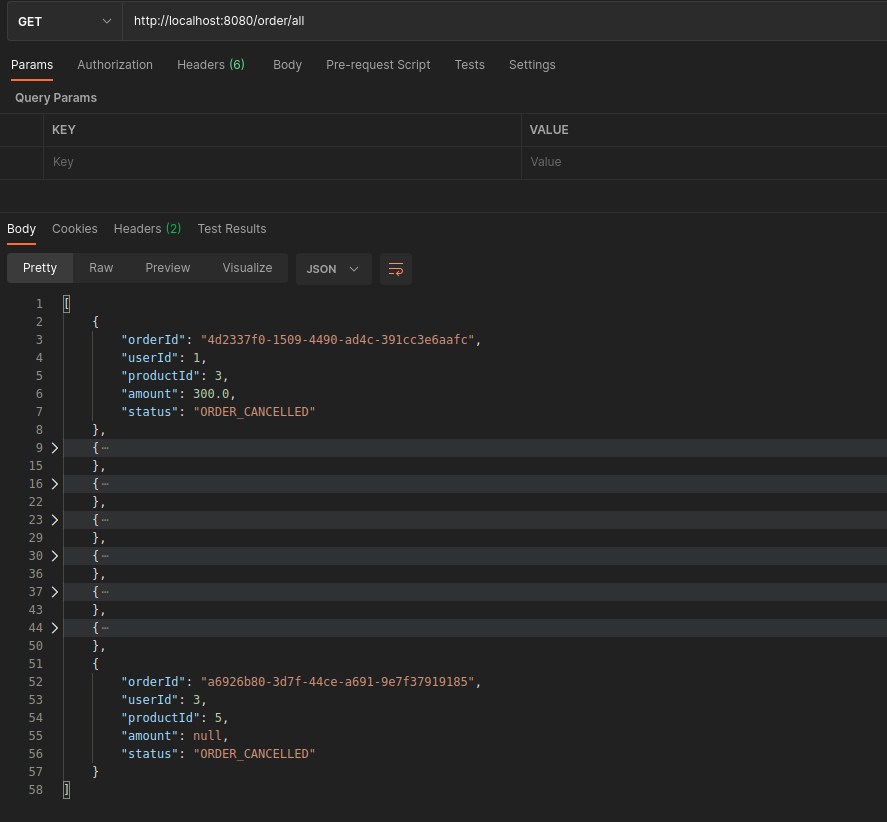 GET http://localhost:8080/order/all
Params Authorization Headers (6) Body Pre-request Script Tests Settings
Query Params
KEY VALUE
Key Value
Body Cookies Headers (2) Test Results
Pretty Raw Preview Visualize JSON
1 [
2 {
3 "orderId": "4d2337f0-1509-4490-ad4c-391cc3e6aafc",
4 "userId": 1,
5 "productId": 3,
6 "amount": 300.0,
7 "status": "ORDER_CANCELLED"
8 },
9 { ⋯
15 },
16 { ⋯
22 },
23 { ⋯
29 },
30 { ⋯
36 },
37 { ⋯
43 },
44 { ⋯
50 },
51 {
52 "orderId": "a6926b80-3d7f-44ce-a691-9e7f37919185",
53 "userId": 3,
54 "productId": 5,
55 "amount": null,
56 "status": "ORDER_CANCELLED"
57 }
58 ]